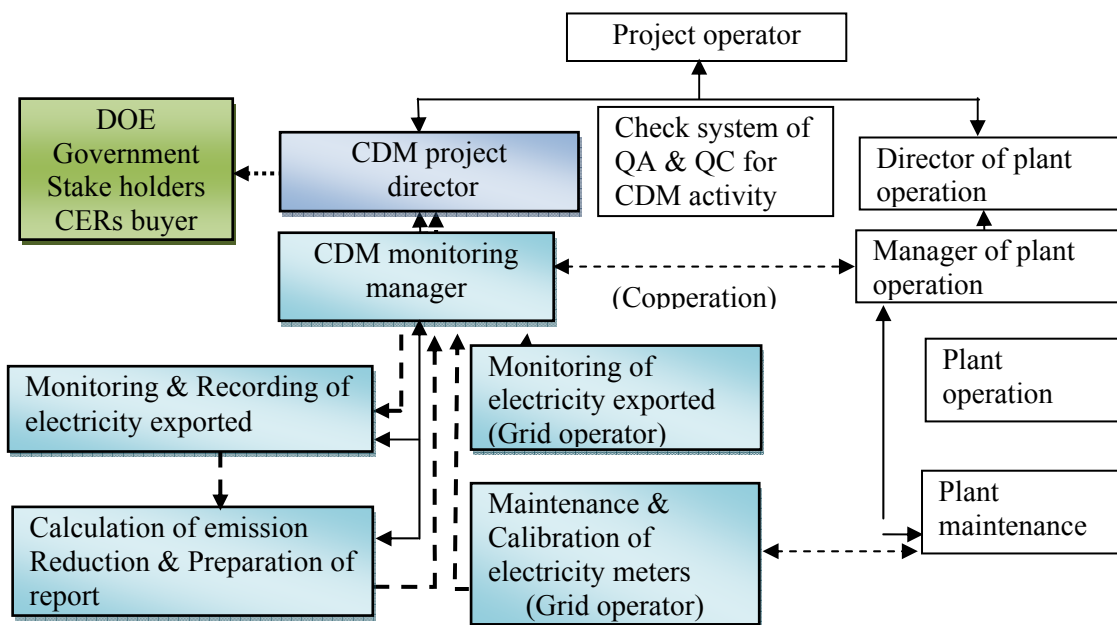 Project operator
DOE
Government
Stake holders
CERs buyer
CDM project
director
Check system of
QA & QC for
CDM activity
Director of plant
operation
CDM monitoring
manager
(Copperation)
Manager of plant
operation
Monitoring & Recording of
electricity exported
Monitoring of
electricity exported
(Grid operator)
Plant
operation
Calculation of emission
Reduction & Preparation of
report
Maintenance &
Calibration of
electricity meters
(Grid operator)
Plant
maintenance